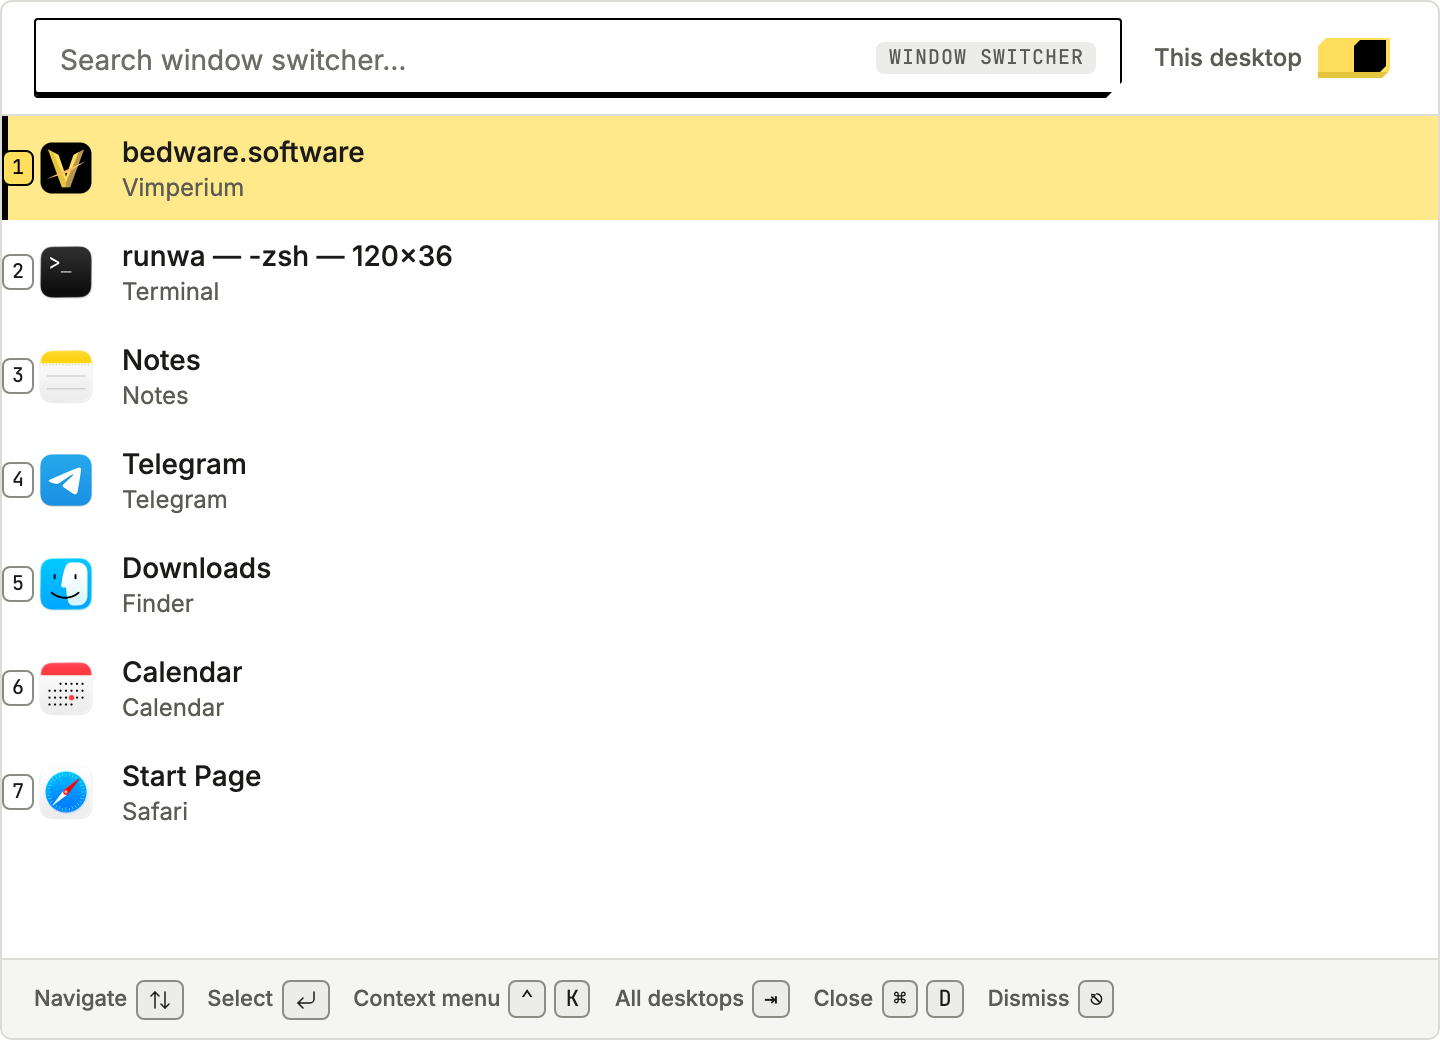 Search window switcher...
WINDOW SWITCHER
This desktop
1
bedware.software
Vimperium
2
>_
runwa — -zsh — 120×36
Terminal
3
Notes
Notes
4
Telegram
Telegram
5
Downloads
Finder
6
Calendar
Calendar
7
Start Page
Safari
Navigate ↑↓ Select ↵ Context menu ^ K All desktops ⇥ Close ⌘ D Dismiss ⎋